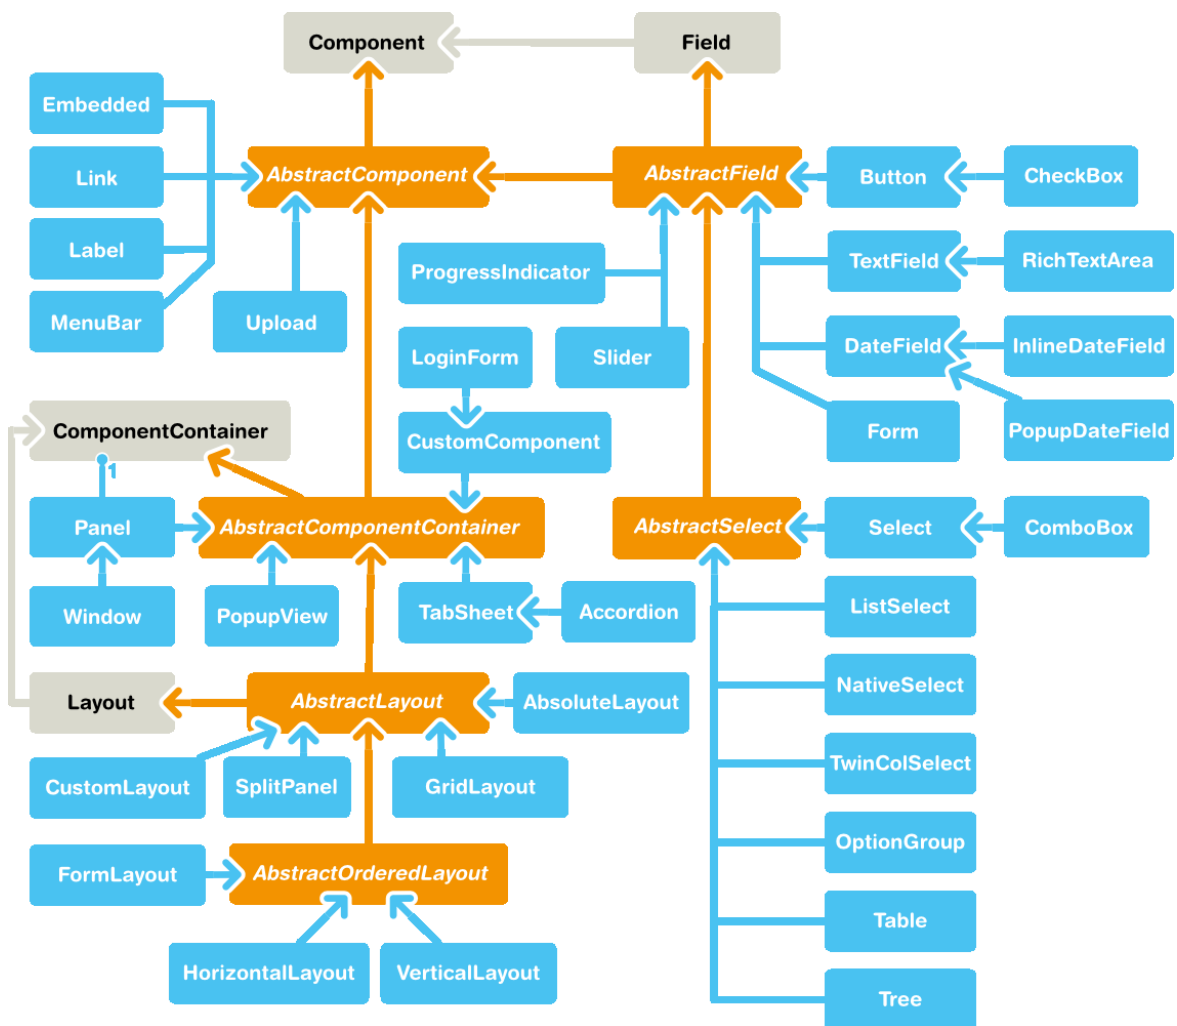 Component
Field
Embedded
AbstractComponent
AbstractField
Button
CheckBox
Link
Label
ProgressIndicator
TextField
RichTextArea
MenuBar
Upload
LoginForm
Slider
DateField
InlineDateField
ComponentContainer
CustomComponent
Form
PopupDateField
1
Panel
AbstractComponentContainer
AbstractSelect
Select
ComboBox
Window
PopupView
TabSheet
Accordion
ListSelect
Layout
AbstractLayout
AbsoluteLayout
NativeSelect
CustomLayout
SplitPanel
GridLayout
TwinColSelect
OptionGroup
FormLayout
AbstractOrderedLayout
Table
HorizontalLayout
VerticalLayout
Tree